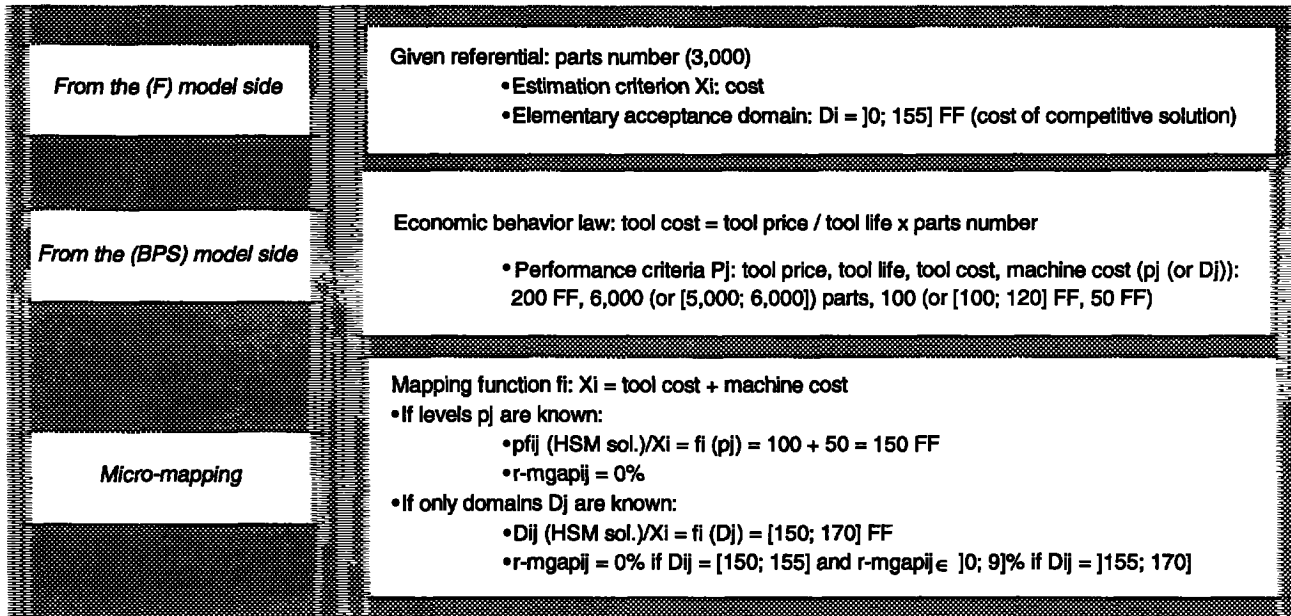 From the (F) model side
Given referential: parts number (3,000)
•Estimation criterion Xi: cost
•Elementary acceptance domain: Di = ]0; 155] FF (cost of competitive solution)
From the (BPS) model side
Economic behavior law: tool cost = tool price / tool life x parts number
•Performance criteria Pj: tool price, tool life, tool cost, machine cost (pj (or Dj)):
200 FF, 6,000 (or [5,000; 6,000]) parts, 100 (or [100; 120] FF, 50 FF)
Micro-mapping
Mapping function fi: Xi = tool cost + machine cost
•If levels pj are known:
•pfij (HSM sol.)/Xi = fi (pj) = 100 + 50 = 150 FF
•r-mgapij = 0%
•If only domains Dj are known:
•Dij (HSM sol.)/Xi = fi (Dj) = [150; 170] FF
•r-mgapij = 0% if Dij = [150; 155] and r-mgapij∈ ]0; 9]% if Dij = ]155; 170]